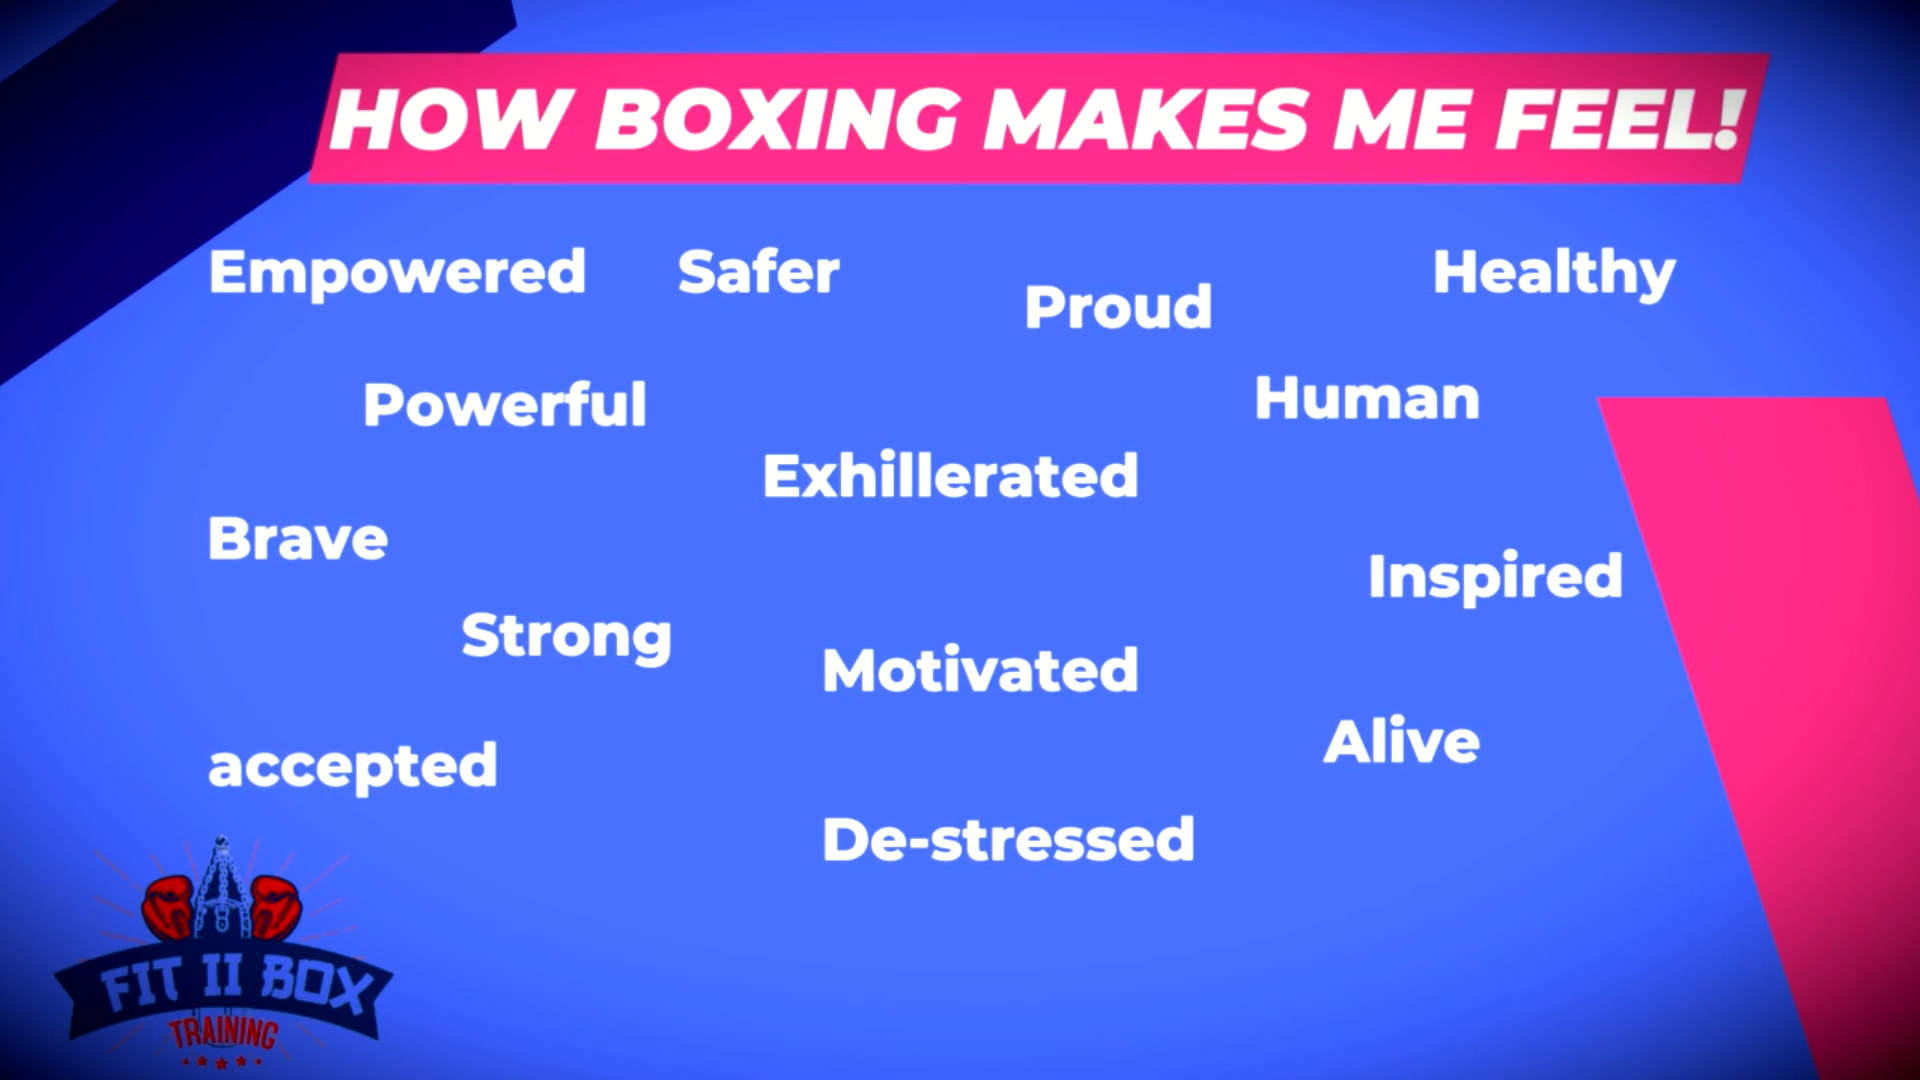 HOW BOXING MAKES ME FEEL!
Empowered
Safer
Proud
Healthy
Powerful
Human
Exhillerated
Brave
Inspired
Strong
Motivated
Alive
accepted
De-stressed
FIT II BOX
TRAINING